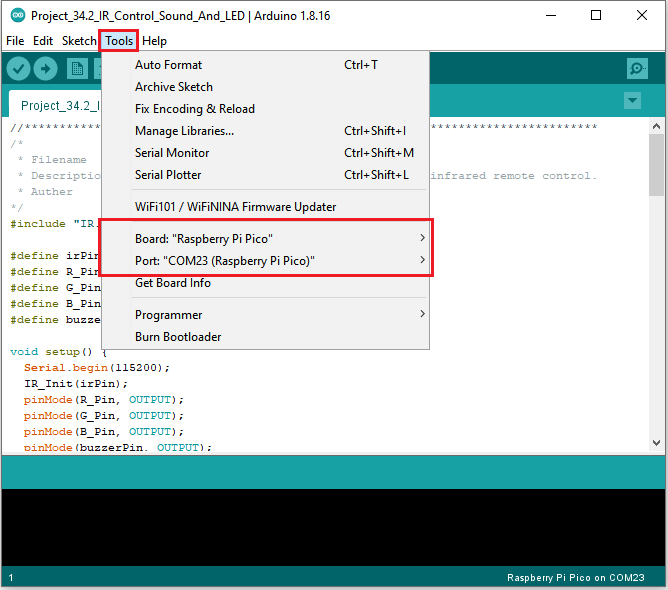 Project_34.2_IR_Control_Sound_And_LED | Arduino 1.8.16
File Edit Sketch Tools Help
Auto Format Ctrl+T
Archive Sketch
Fix Encoding & Reload
Manage Libraries... Ctrl+Shift+I
Serial Monitor Ctrl+Shift+M
Serial Plotter Ctrl+Shift+L
WiFi101 / WiFiNINA Firmware Updater
Board: "Raspberry Pi Pico"
Port: "COM23 (Raspberry Pi Pico)"
Get Board Info
Programmer
Burn Bootloader
Project_34.2_I
//*********** **************************
/*
* Filename
* Descriptio infrared remote control.
* Auther
*/
#include "IR.
#define irPin
#define R_Pin
#define G_Pin
#define B_Pin
#define buzze
void setup() {
Serial.begin(115200);
IR_Init(irPin);
pinMode(R_Pin, OUTPUT);
pinMode(G_Pin, OUTPUT);
pinMode(B_Pin, OUTPUT);
pinMode(buzzerPin, OUTPUT);
1 Raspberry Pi Pico on COM23